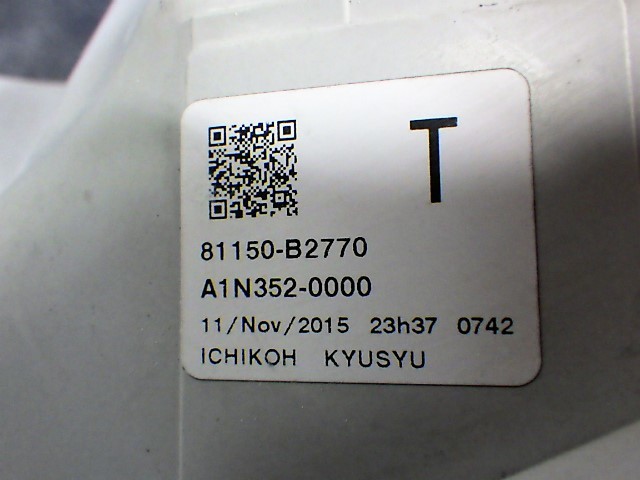 T
81150-B2770
A1N352-0000
11/Nov/2015 23h37 0742
ICHIKOH KYUSYU